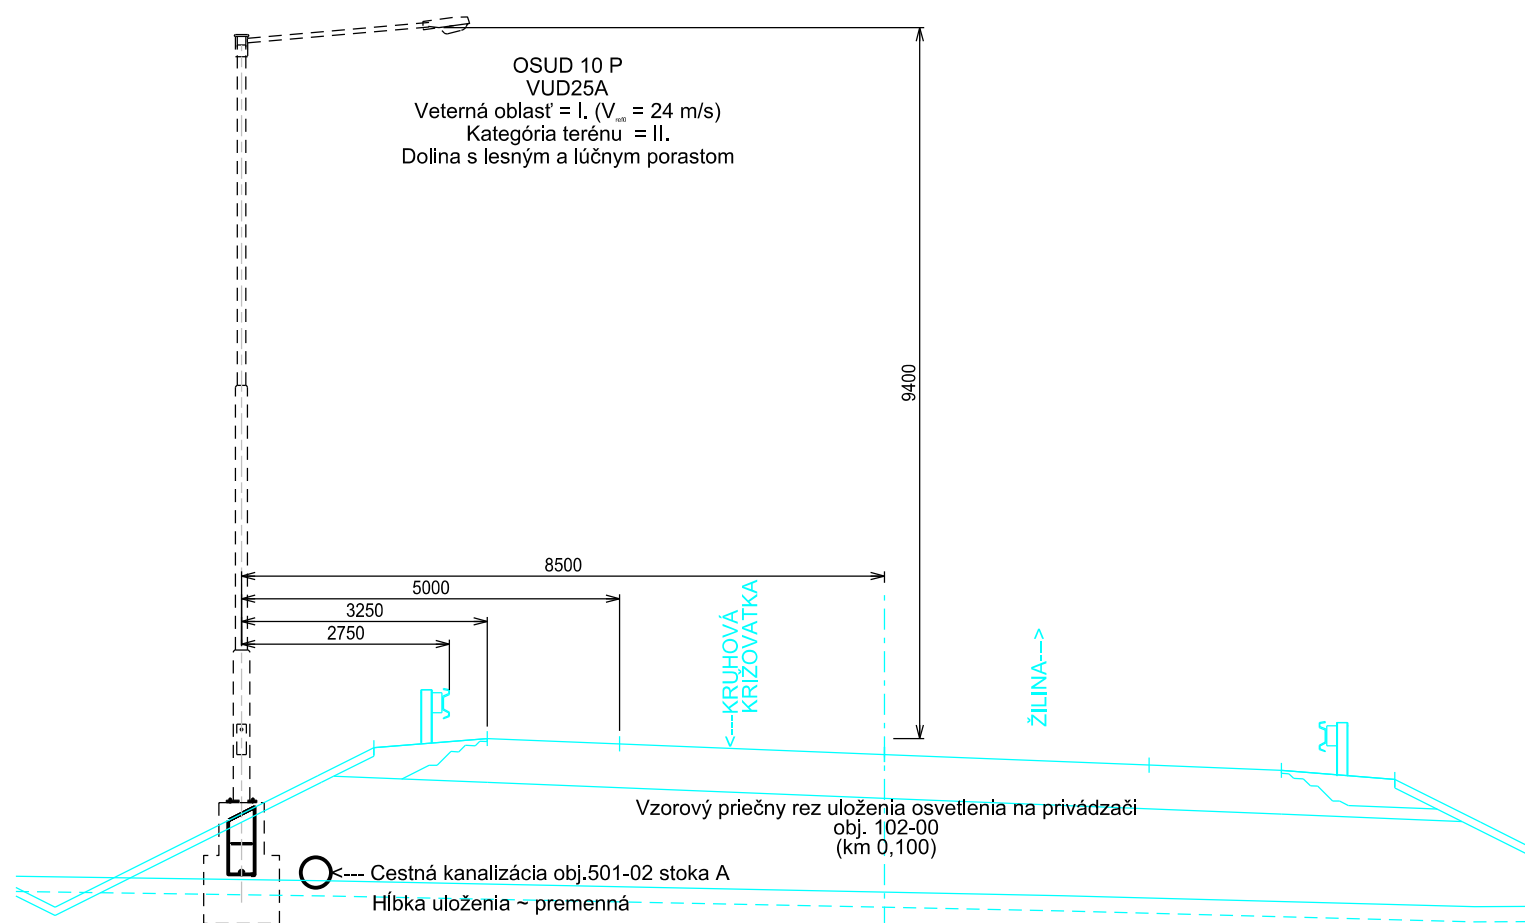 OSUD 10 P
VUD25A
Veterná oblasť = I. (V_ref0 = 24 m/s)
Kategória terénu = II.
Dolina s lesným a lúčnym porastom
9400
8500
5000
3250
2750
<---KRUHOVÁ
KRIŽOVATKA
ŽILINA--->
Vzorový priečny rez uloženia osvetlenia na privádzači
obj. 102-00
(km 0,100)
<--- Cestná kanalizácia obj.501-02 stoka A
Hĺbka uloženia ~ premenná